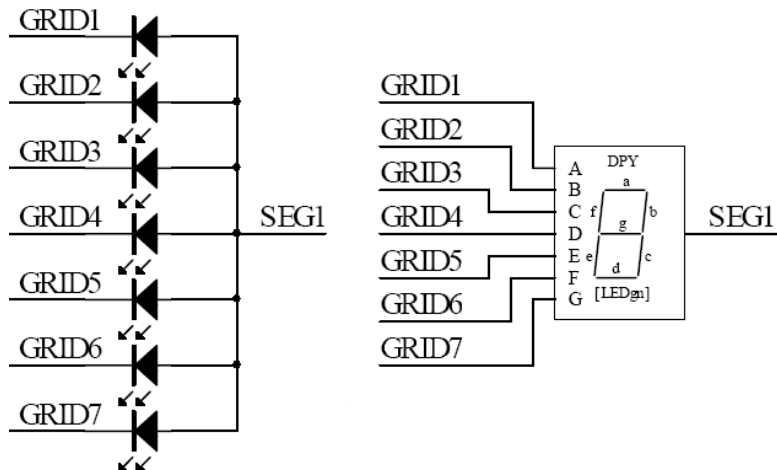 GRID1
GRID2
GRID3
GRID4
GRID5
GRID6
GRID7
SEG1
GRID1
GRID2
GRID3
GRID4
GRID5
GRID6
GRID7
A
B
C
D
E
F
G
DPY
a
f b
g
e c
d
[LEDgn]
SEG1